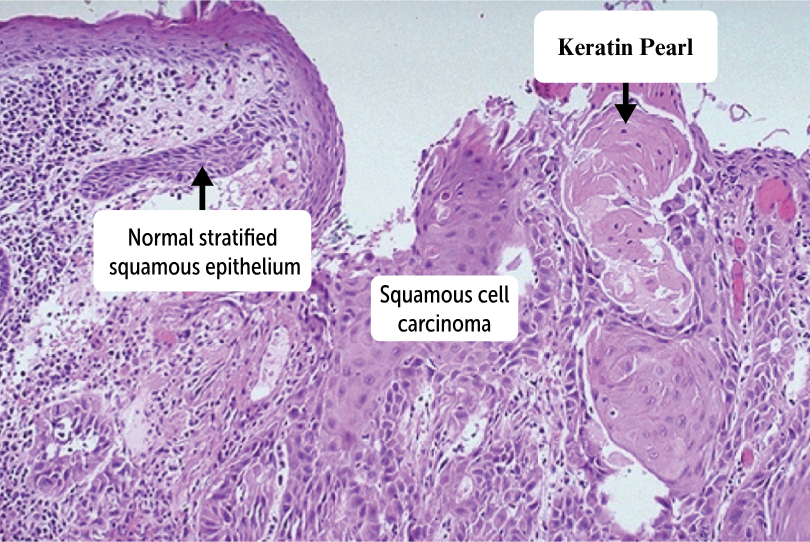 Keratin Pearl
Normal stratified
squamous epithelium
Squamous cell
carcinoma